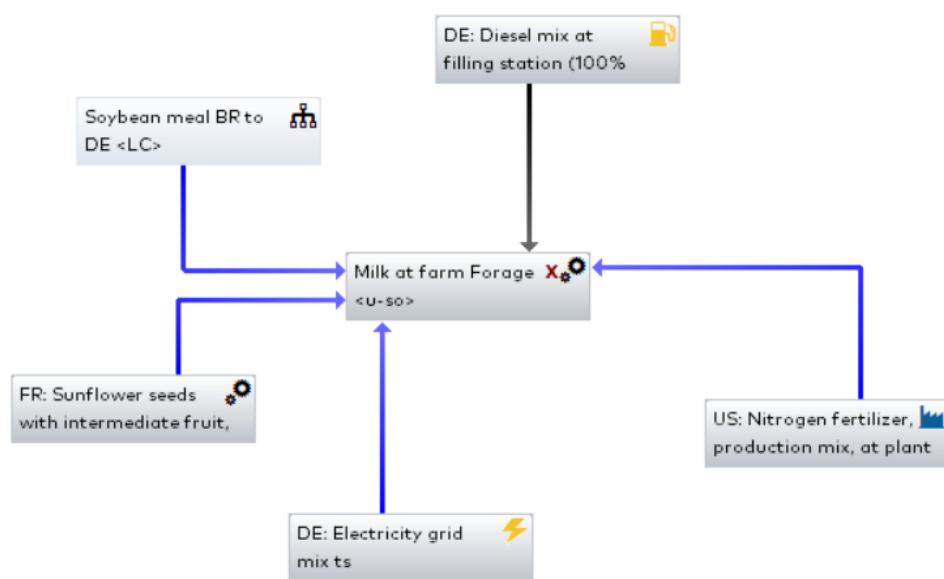 DE: Diesel mix at
filling station (100%
Soybean meal BR to
DE <LC>
Milk at farm Forage X
<u-so>
FR: Sunflower seeds
with intermediate fruit,
US: Nitrogen fertilizer,
production mix, at plant
DE: Electricity grid
mix ts